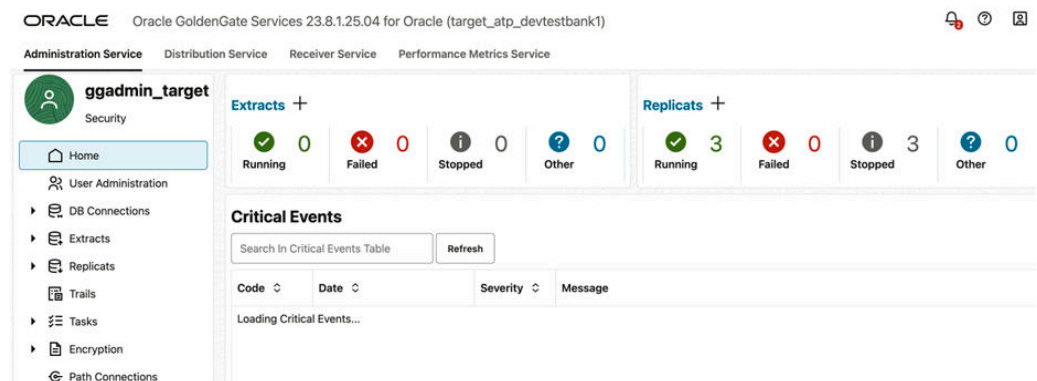 ORACLE Oracle GoldenGate Services 23.8.1.25.04 for Oracle (target_atp_devtestbank1)
2
Administration Service Distribution Service Receiver Service Performance Metrics Service
ggadmin_target
Security
Home
User Administration
DB Connections
Extracts
Replicats
Trails
Tasks
Encryption
Path Connections
Extracts +
0 0 0 0
Running Failed Stopped Other
Replicats +
3 0 3 0
Running Failed Stopped Other
Critical Events
Search In Critical Events Table Refresh
Code Date Severity Message
Loading Critical Events...